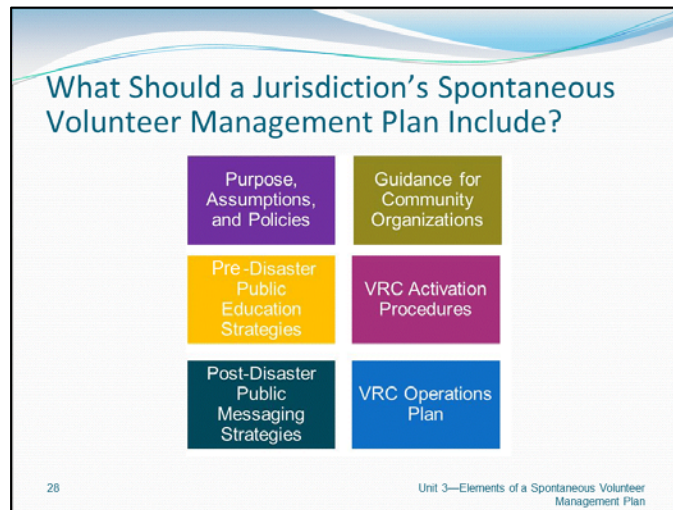 What Should a Jurisdiction's Spontaneous
Volunteer Management Plan Include?
Purpose,
Assumptions,
and Policies
Guidance for
Community
Organizations
Pre-Disaster
Public
Education
Strategies
VRC Activation
Procedures
Post-Disaster
Public
Messaging
Strategies
VRC Operations
Plan
28
Unit 3—Elements of a Spontaneous Volunteer
Management Plan